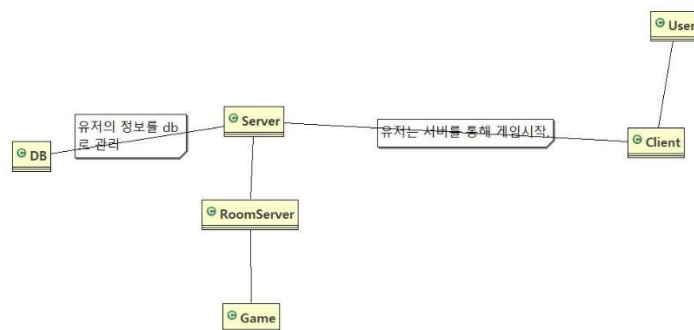 User
유저의 정보를 db
로 관리
Server
유저는 서버를 통해 게임시작.
Client
DB
RoomServer
Game